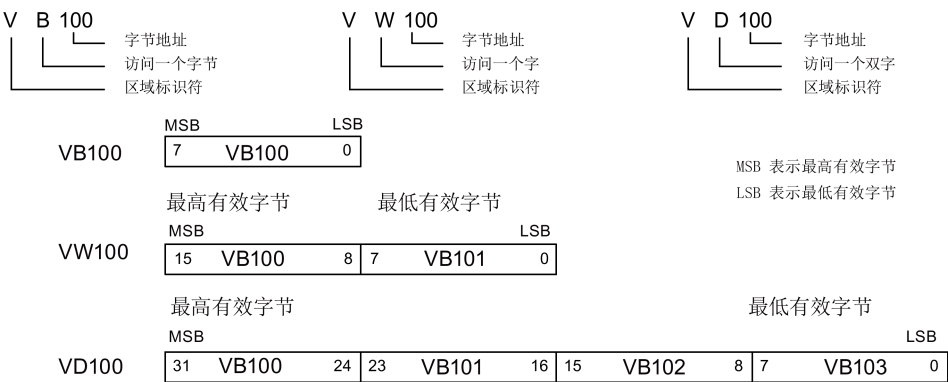 V B 100 V W 100 V D 100
字节地址 字节地址 字节地址
访问一个字节 访问一个字 访问一个双字
区域标识符 区域标识符 区域标识符
MSB LSB
VB100 7 VB100 0
MSB 表示最高有效字节
LSB 表示最低有效字节
最高有效字节 最低有效字节
MSB LSB
VW100 15 VB100 8 7 VB101 0
最高有效字节 最低有效字节
MSB LSB
VD100 31 VB100 24 23 VB101 16 15 VB102 8 7 VB103 0